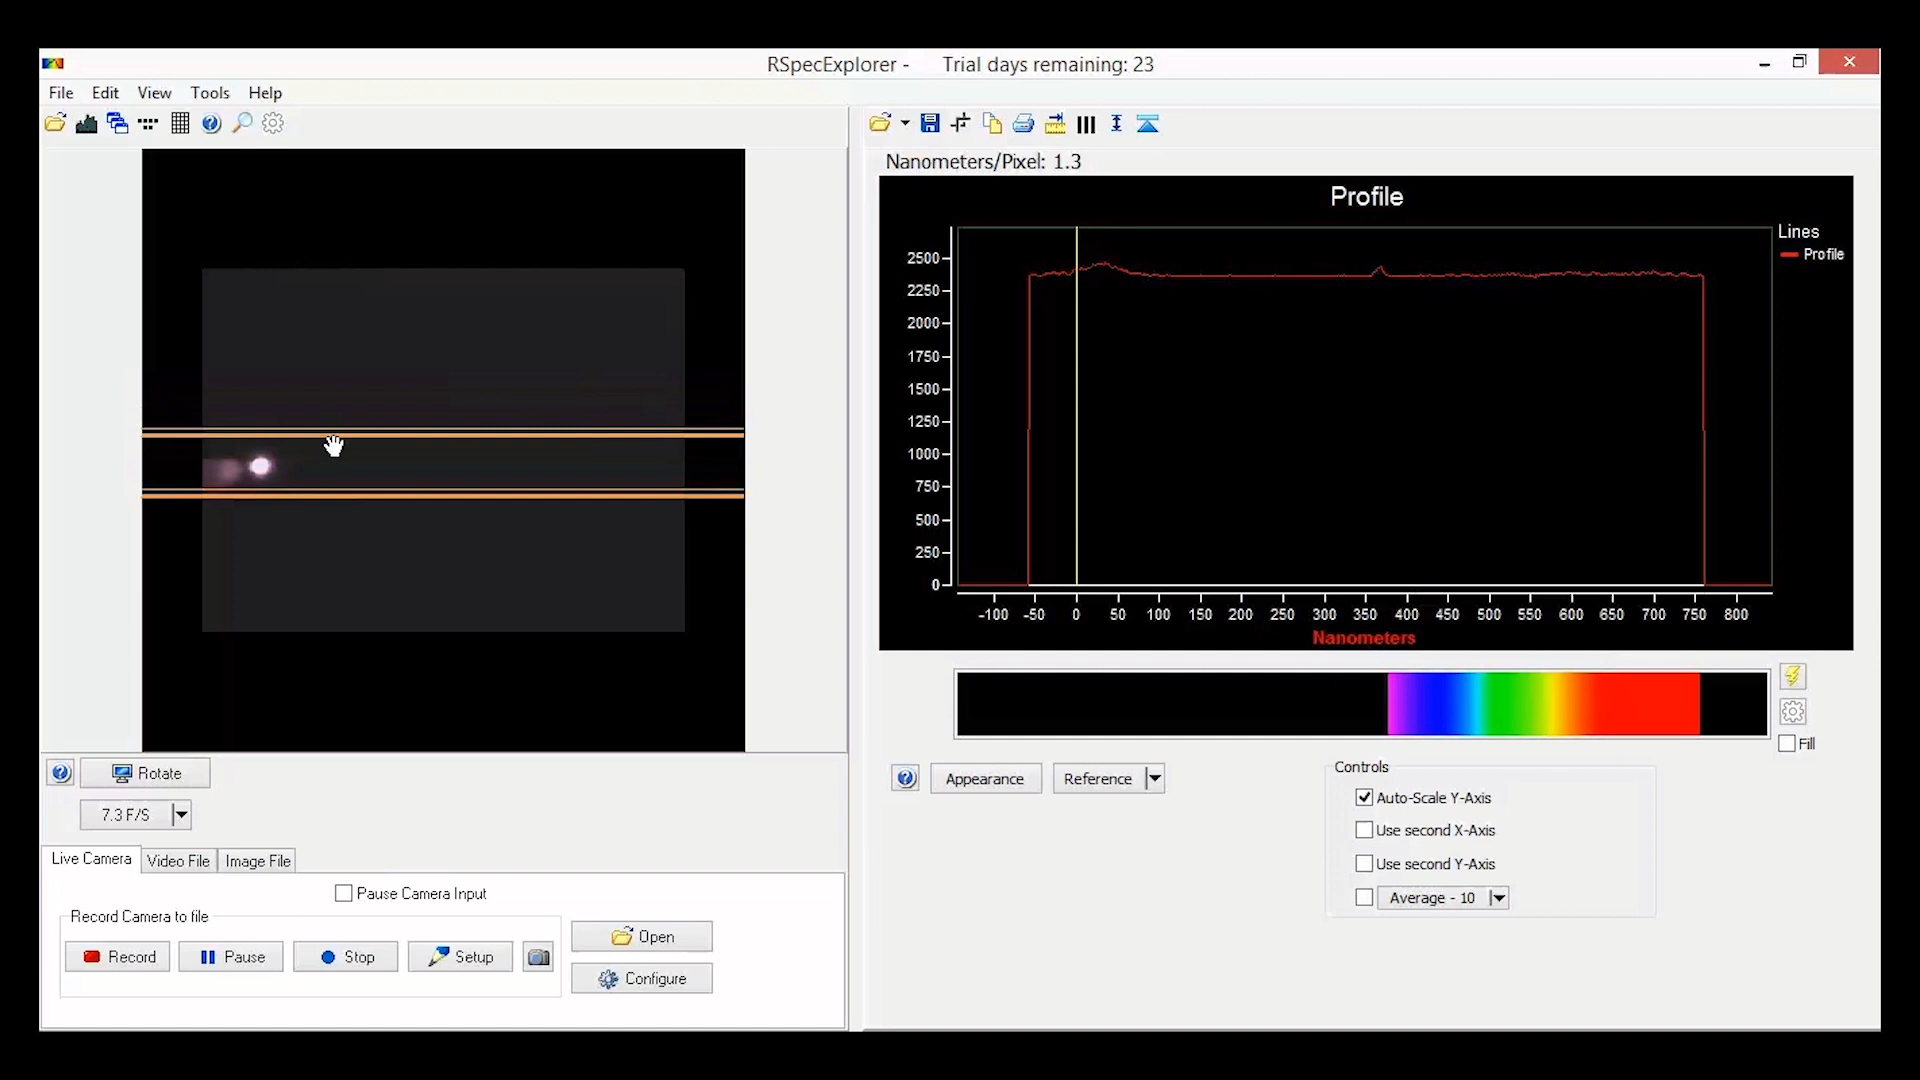 RSpecExplorer - Trial days remaining: 23
File Edit View Tools Help
Nanometers/Pixel: 1.3
Profile
Lines
Profile
2500
2250
2000
1750
1500
1250
1000
750
500
250
0
-100 -50 0 50 100 150 200 250 300 350 400 450 500 550 600 650 700 750 800
Nanometers
Fill
Rotate
7.3 F/S
Appearance Reference
Controls
Auto-Scale Y-Axis
Use second X-Axis
Use second Y-Axis
Average - 10
Live Camera Video File Image File
Pause Camera Input
Record Camera to file
Record Pause Stop Setup
Open
Configure